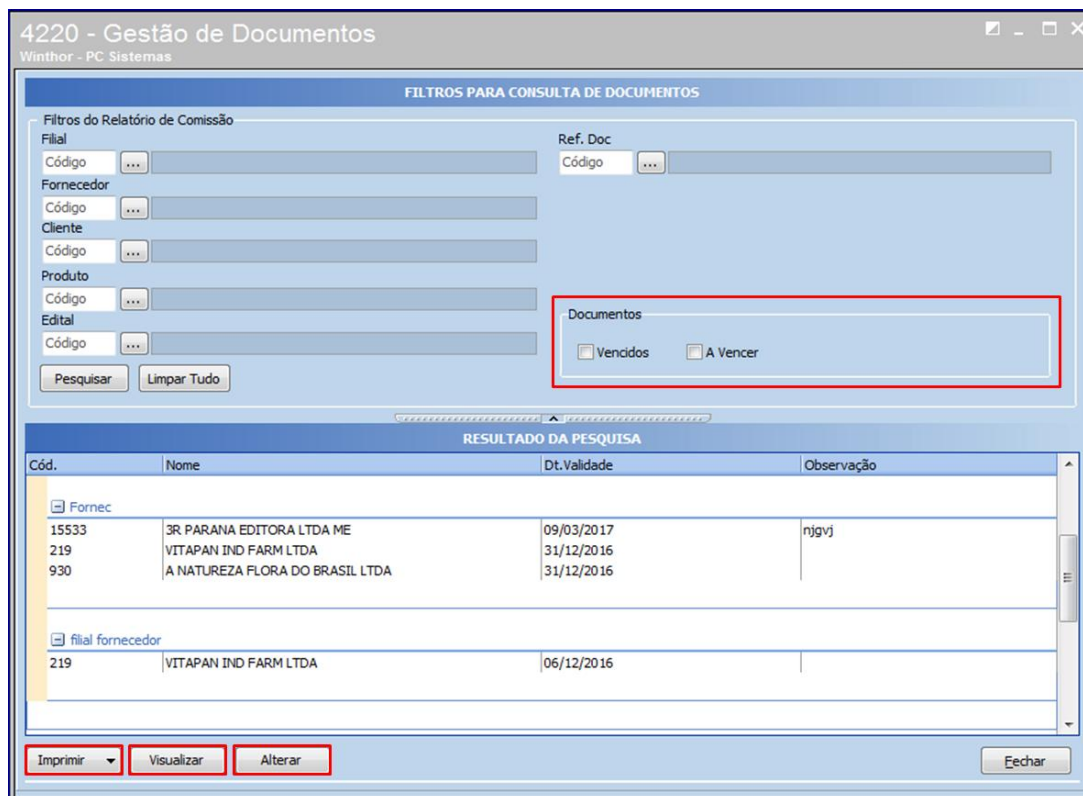 4220 - Gestão de Documentos
Winthor - PC Sistemas
FILTROS PARA CONSULTA DE DOCUMENTOS
Filtros do Relatório de Comissão
Filial
Código ...
Ref. Doc
Código ...
Fornecedor
Código ...
Cliente
Código ...
Produto
Código ...
Edital
Código ...
Documentos
Vencidos A Vencer
Pesquisar Limpar Tudo
RESULTADO DA PESQUISA
Cód. Nome Dt.Validade Observação
Fornec
15533 3R PARANA EDITORA LTDA ME 09/03/2017 njgvj
219 VITAPAN IND FARM LTDA 31/12/2016
930 A NATUREZA FLORA DO BRASIL LTDA 31/12/2016
filial fornecedor
219 VITAPAN IND FARM LTDA 06/12/2016
Imprimir Visualizar Alterar Fechar